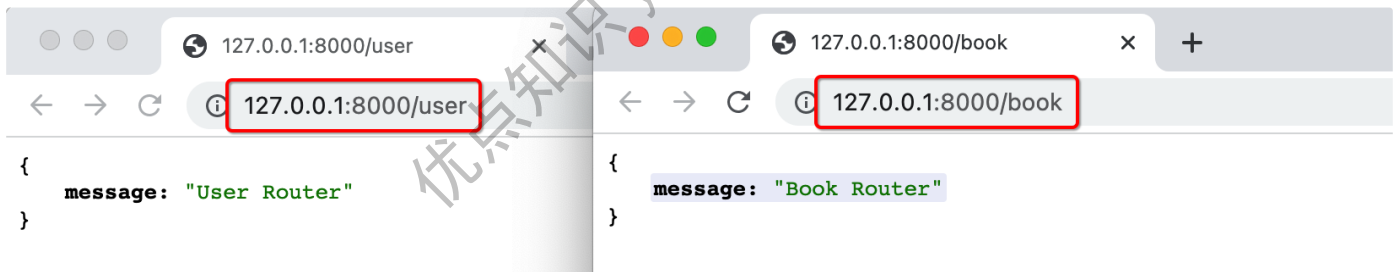 127.0.0.1:8000/user
127.0.0.1:8000/user
{
message: "User Router"
}
127.0.0.1:8000/book
127.0.0.1:8000/book
{
message: "Book Router"
}
优点知识